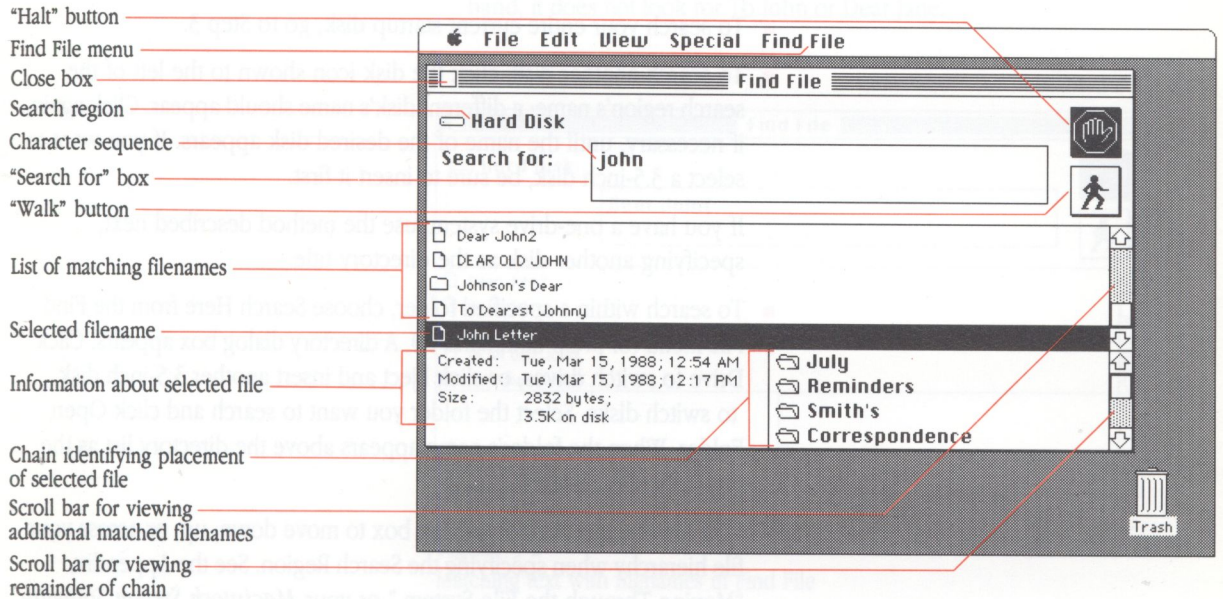 "Halt" button
Find File menu
Close box
Search region
Character sequence
"Search for" box
"Walk" button
List of matching filenames
Selected filename
Information about selected file
Chain identifying placement
of selected file
Scroll bar for viewing
additional matched filenames
Scroll bar for viewing
remainder of chain
File Edit View Special Find File
Find File
Hard Disk
Search for: john
Dear John2
DEAR OLD JOHN
Johnson's Dear
To Dearest Johnny
John Letter
Created: Tue, Mar 15, 1988; 12:54 AM
Modified: Tue, Mar 15, 1988; 12:17 PM
Size: 2832 bytes;
3.5K on disk
July
Reminders
Smith's
Correspondence
Trash